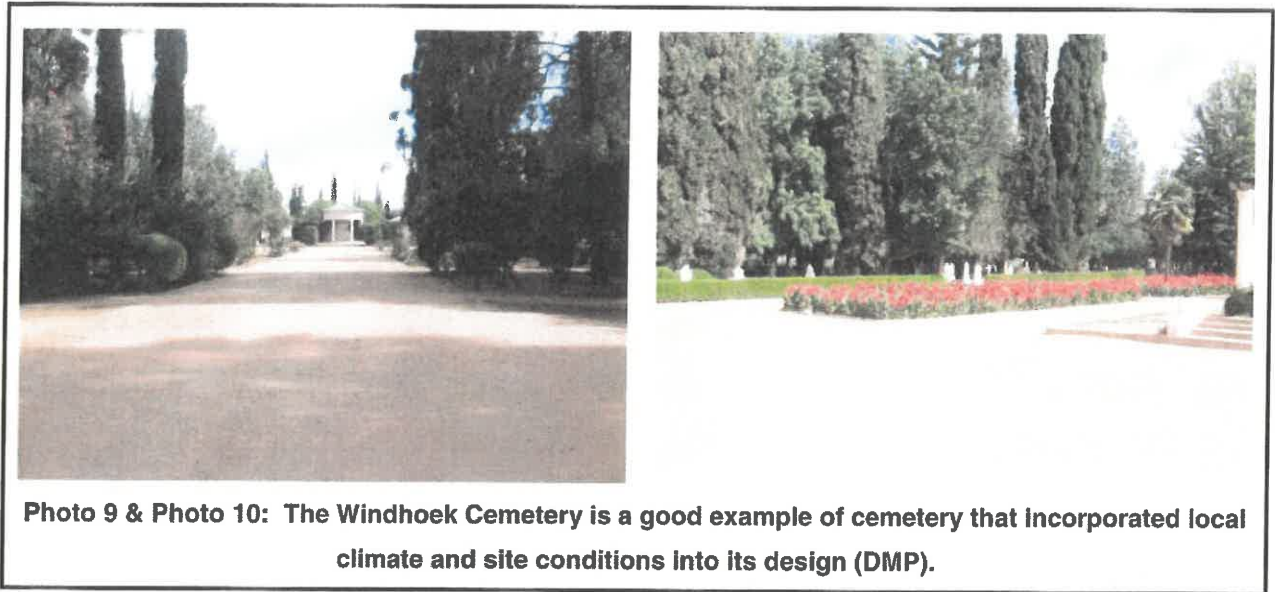 Photo 9 & Photo 10:  The Windhoek Cemetery is a good example of cemetery that incorporated local
climate and site conditions into its design (DMP).